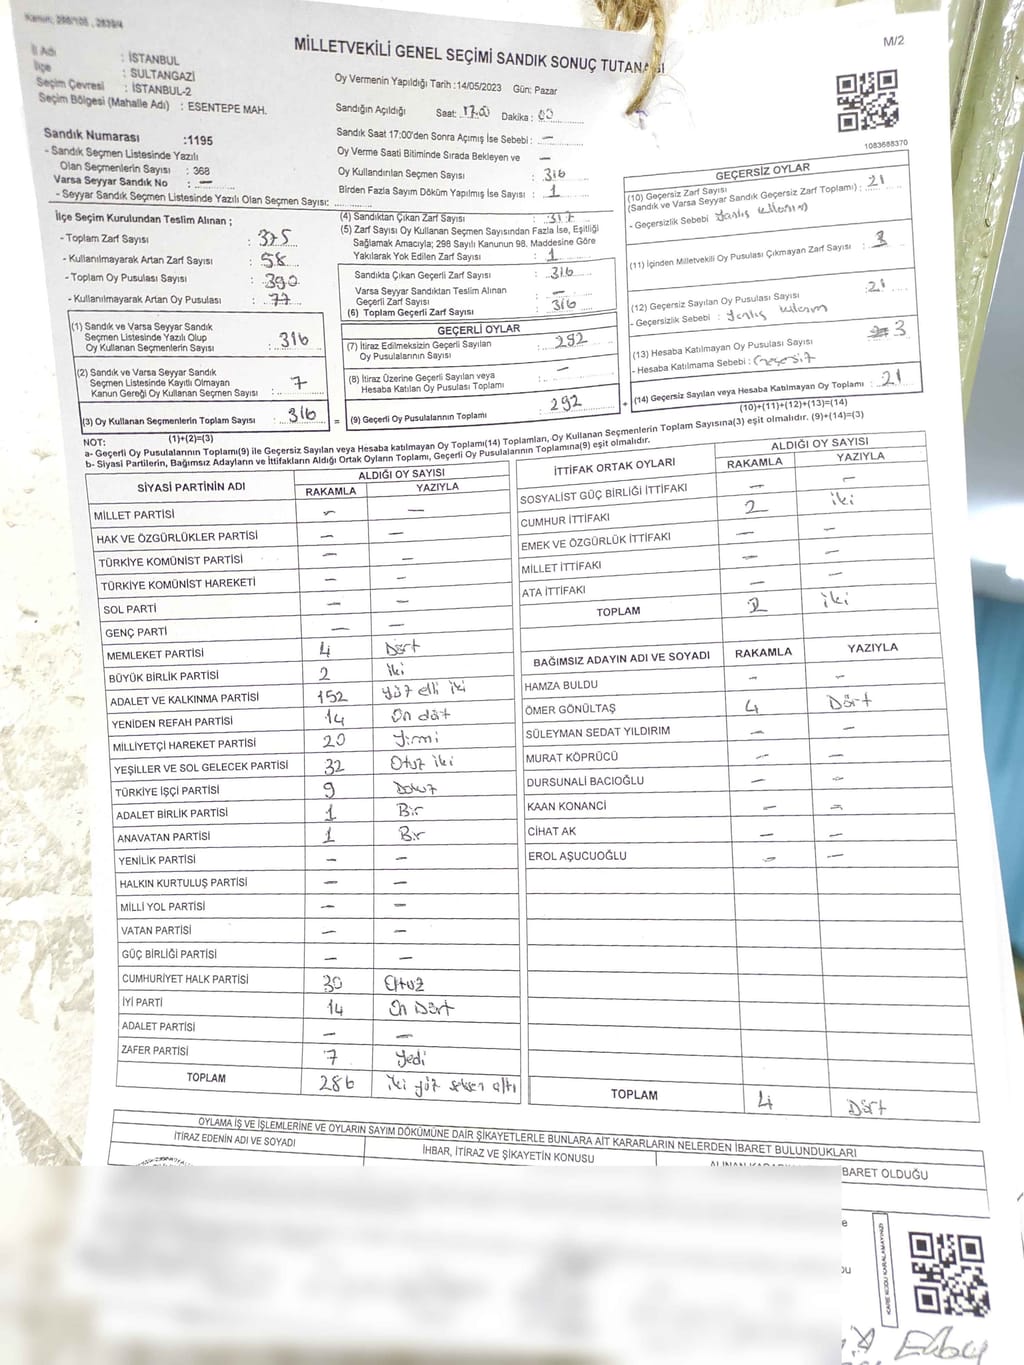 Kanun: 298/105 , 2839/4
M/2
MİLLETVEKİLİ GENEL SEÇİMİ SANDIK SONUÇ TUTANAĞI
İl Adı : İSTANBUL
İlçe : SULTANGAZİ
Seçim Çevresi : İSTANBUL-2
Seçim Bölgesi (Mahalle Adı) : ESENTEPE MAH.
Sandık Numarası :1195
- Sandık Seçmen Listesinde Yazılı
Olan Seçmenlerin Sayısı : 368
Varsa Seyyar Sandık No : —
- Seyyar Sandık Seçmen Listesinde Yazılı Olan Seçmen Sayısı: ............
Oy Vermenin Yapıldığı Tarih :14/05/2023 Gün: Pazar
Sandığın Açıldığı Saat: 17.00 Dakika : 00
Sandık Saat 17:00'den Sonra Açımış İse Sebebi : —
Oy Verme Saati Bitiminde Sırada Bekleyen ve —
Oy Kullandırılan Seçmen Sayısı : 316
Birden Fazla Sayım Döküm Yapılmış İse Sayısı : 1
1083688370
İlçe Seçim Kurulundan Teslim Alınan ;
- Toplam Zarf Sayısı : 375
- Kullanılmayarak Artan Zarf Sayısı : 58
- Toplam Oy Pusulası Sayısı : 390
- Kullanılmayarak Artan Oy Pusulası : 77
(1) Sandık ve Varsa Seyyar Sandık
Seçmen Listesinde Yazılı Olup
Oy Kullanan Seçmenlerin Sayısı : 316
(2) Sandık ve Varsa Seyyar Sandık
Seçmen Listesinde Kayıtlı Olmayan
Kanun Gereği Oy Kullanan Seçmen Sayısı : 7
(3) Oy Kullanan Seçmenlerin Toplam Sayısı : 316 =
(1)+(2)=(3)
(4) Sandıktan Çıkan Zarf Sayısı : 317
(5) Zarf Sayısı Oy Kullanan Seçmen Sayısından Fazla İse, Eşitliği
Sağlamak Amacıyla; 298 Sayılı Kanunun 98. Maddesine Göre
Yakılarak Yok Edilen Zarf Sayısı : 1
Sandıkta Çıkan Geçerli Zarf Sayısı : 316
Varsa Seyyar Sandıktan Teslim Alınan
Geçerli Zarf Sayısı : —
(6) Toplam Geçerli Zarf Sayısı : 316
GEÇERLİ OYLAR
(7) İtiraz Edilmeksizin Geçerli Sayılan
Oy Pusulalarının Sayısı : 292
(8) İtiraz Üzerine Geçerli Sayılan veya
Hesaba Katılan Oy Pusulası Toplamı : —
(9) Geçerli Oy Pusulalarının Toplamı : 292 +
GEÇERSİZ OYLAR
(10) Geçersiz Zarf Sayısı
(Sandık ve Varsa Seyyar Sandık Geçersiz Zarf Toplamı) : 21
- Geçersizlik Sebebi : Yanlış
(11) İçinden Milletvekili Oy Pusulası Çıkmayan Zarf Sayısı : 3
(12) Geçersiz Sayılan Oy Pusulası Sayısı : 21
- Geçersizlik Sebebi : Yanlış
(13) Hesaba Katılmayan Oy Pusulası Sayısı : 3
- Hesaba Katılmama Sebebi : Geçersiz
(14) Geçersiz Sayılan veya Hesaba Katılmayan Oy Toplamı : 21
(10)+(11)+(12)+(13)=(14)
NOT:
a- Geçerli Oy Pusulalarının Toplamı(9) ile Geçersiz Sayılan veya Hesaba katılmayan Oy Toplamı(14) Toplamları, Oy Kullanan Seçmenlerin Toplam Sayısına(3) eşit olmalıdır. (9)+(14)=(3)
b- Siyasi Partilerin, Bağımsız Adayların ve İttifakların Aldığı Ortak Oyların Toplamı, Geçerli Oy Pusulalarının Toplamına(9) eşit olmalıdır.
SİYASİ PARTİNİN ADI ALDIĞI OY SAYISI
RAKAMLA YAZIYLA
MİLLET PARTİSİ — —
HAK VE ÖZGÜRLÜKLER PARTİSİ — —
TÜRKİYE KOMÜNİST PARTİSİ — —
TÜRKİYE KOMÜNİST HAREKETİ — —
SOL PARTİ — —
GENÇ PARTİ — —
MEMLEKET PARTİSİ 4 Dört
BÜYÜK BİRLİK PARTİSİ 2 iki
ADALET VE KALKINMA PARTİSİ 152 yüz elli iki
YENİDEN REFAH PARTİSİ 14 On dört
MİLLİYETÇİ HAREKET PARTİSİ 20 yirmi
YEŞİLLER VE SOL GELECEK PARTİSİ 32 Otuz iki
TÜRKİYE İŞÇİ PARTİSİ 9 Dokuz
ADALET BİRLİK PARTİSİ 1 Bir
ANAVATAN PARTİSİ 1 Bir
YENİLİK PARTİSİ — —
HALKIN KURTULUŞ PARTİSİ — —
MİLLİ YOL PARTİSİ — —
VATAN PARTİSİ — —
GÜÇ BİRLİĞİ PARTİSİ — —
CUMHURİYET HALK PARTİSİ 30 Otuz
İYİ PARTİ 14 On Dört
ADALET PARTİSİ — —
ZAFER PARTİSİ 7 yedi
TOPLAM 286 iki yüz seksen altı
İTTİFAK ORTAK OYLARI ALDIĞI OY SAYISI
RAKAMLA YAZIYLA
SOSYALİST GÜÇ BİRLİĞİ İTTİFAKI — —
CUMHUR İTTİFAKI 2 iki
EMEK VE ÖZGÜRLÜK İTTİFAKI — —
MİLLET İTTİFAKI — —
ATA İTTİFAKI — —
TOPLAM 2 iki
BAĞIMSIZ ADAYIN ADI VE SOYADI RAKAMLA YAZIYLA
HAMZA BULDU — —
ÖMER GÖNÜLTAŞ 4 Dört
SÜLEYMAN SEDAT YILDIRIM — —
MURAT KÖPRÜCÜ — —
DURSUNALİ BACIOĞLU — —
KAAN KONANCİ — —
CİHAT AK — —
EROL AŞUCUOĞLU — —
TOPLAM 4 Dört
OYLAMA İŞ VE İŞLEMLERİNE VE OYLARIN SAYIM DÖKÜMÜNE DAİR ŞİKAYETLERLE BUNLARA AİT KARARLARIN NELERDEN İBARET BULUNDUKLARI
İTİRAZ EDENİN ADI VE SOYADI İHBAR, İTİRAZ VE ŞİKAYETİN KONUSU BARET OLDUĞU
KARE KODU KARALAMAYINIZ!